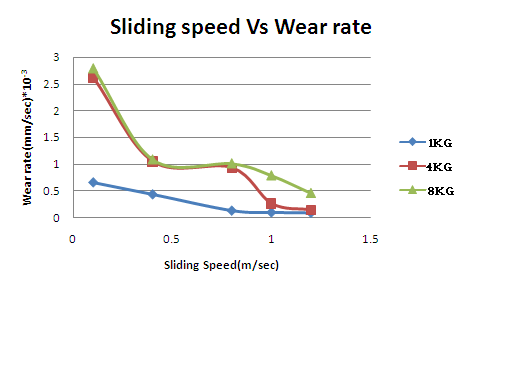 Sliding speed Vs Wear rate
Wear rate(mm/sec)*10⁻³
3
2.5
2
1.5
1
0.5
0
0 0.5 1 1.5
Sliding Speed(m/sec)
1KG
4KG
8KG